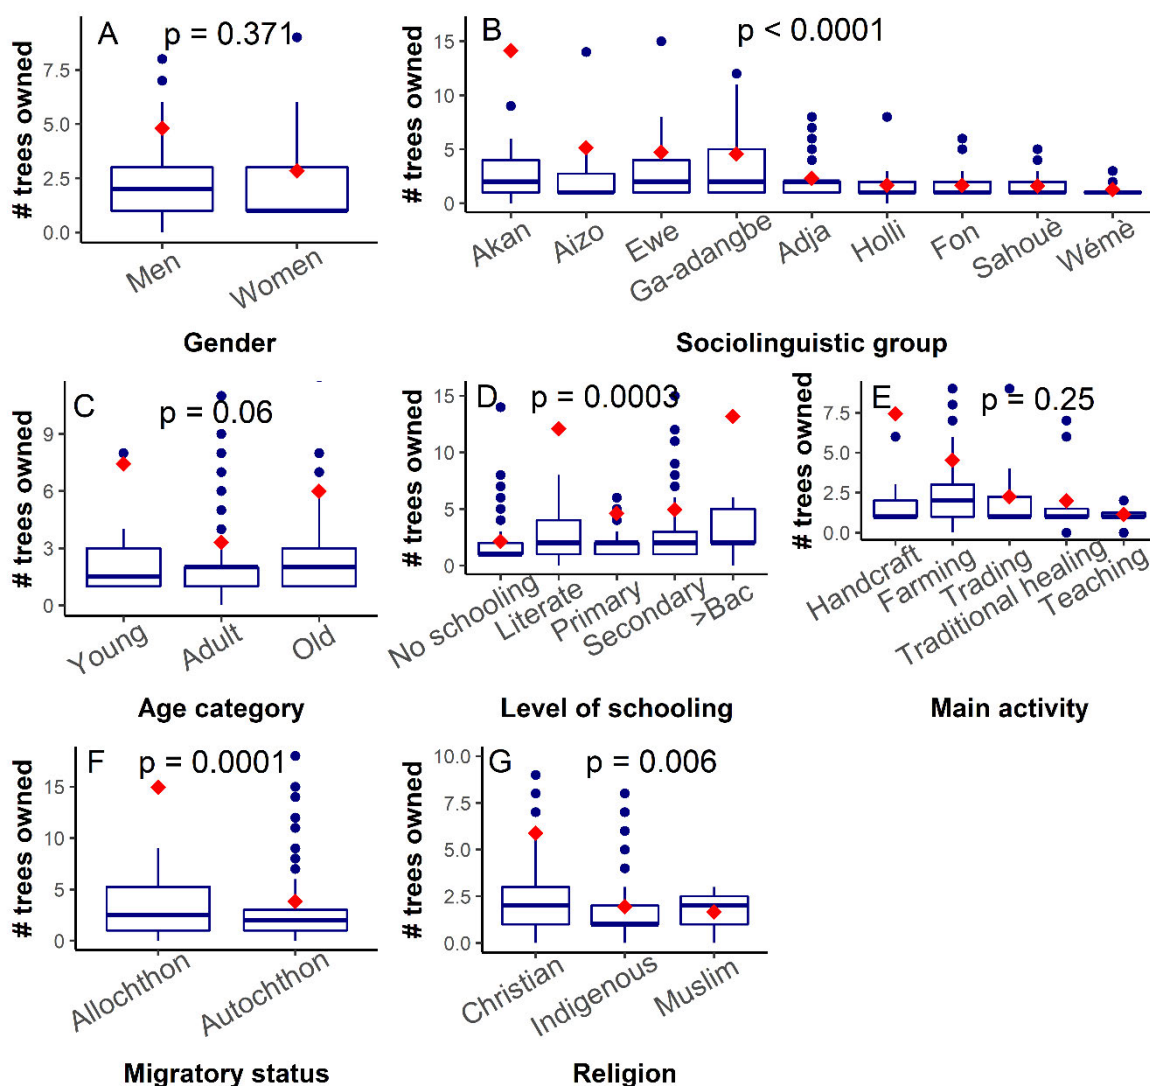 A
p = 0.371
# trees owned
7.5
5.0
2.5
0.0
Men
Women
Gender
B
p < 0.0001
# trees owned
15
10
5
0
Akan
Aizo
Ewe
Ga-adangbe
Adja
Holli
Fon
Sahouè
Wémè
Sociolinguistic group
C
p = 0.06
# trees owned
9
6
3
0
Young
Adult
Old
Age category
D
p = 0.0003
# trees owned
15
10
5
0
No schooling
Literate
Primary
Secondary
>Bac
Level of schooling
E
p = 0.25
# trees owned
7.5
5.0
2.5
0.0
Handcraft
Farming
Trading
Traditional healing
Teaching
Main activity
F
p = 0.0001
# trees owned
15
10
5
0
Allochthon
Autochthon
Migratory status
G
p = 0.006
# trees owned
10.0
7.5
5.0
2.5
0.0
Christian
Indigenous
Muslim
Religion